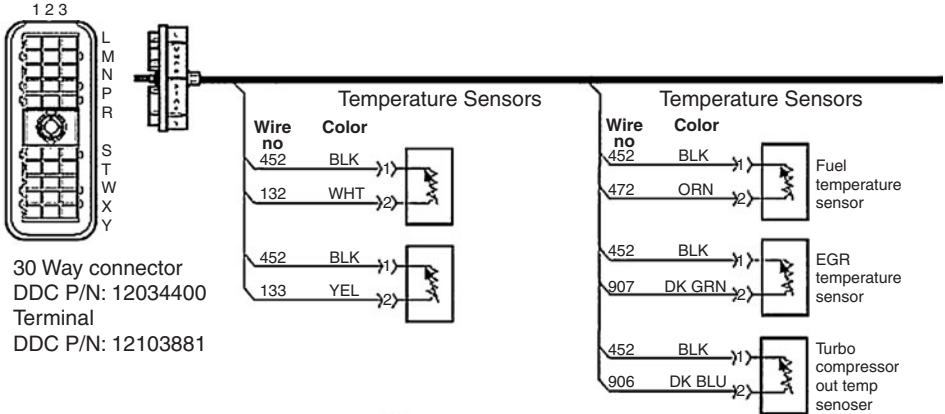 1 2 3
L
M
N
P
R
S
T
W
X
Y
30 Way connector
DDC P/N: 12034400
Terminal
DDC P/N: 12103881
Temperature Sensors
Wire no Color
452 BLK 1
132 WHT 2
452 BLK 1
133 YEL 2
Temperature Sensors
Wire no Color
452 BLK 1
472 ORN 2
Fuel
temperature
sensor
452 BLK 1
907 DK GRN 2
EGR
temperature
sensor
452 BLK 1
906 DK BLU 2
Turbo
compressor
out temp
senoser